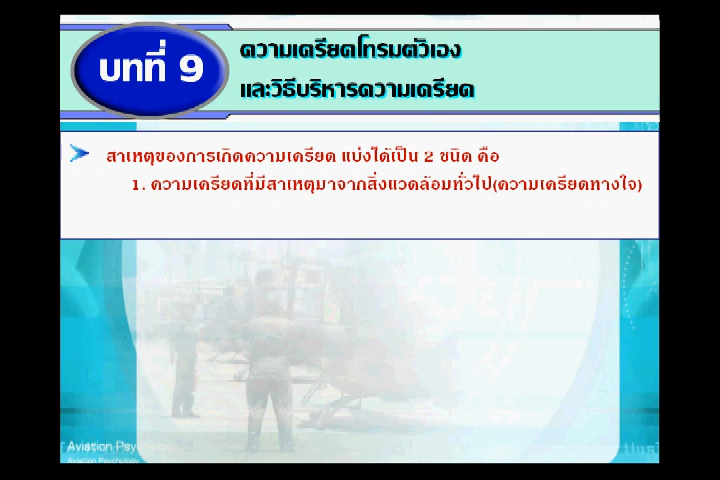 บทที่ 9
ความเครียดโทรมตัวเอง
และวิธีบริหารความเครียด
สาเหตุของการเกิดความเครียด แบ่งได้เป็น 2 ชนิด คือ
1. ความเครียดที่มีสาเหตุมาจากสิ่งแวดล้อมทั่วไป(ความเครียดทางใจ)
Aviation Psy
Aviation Psychology